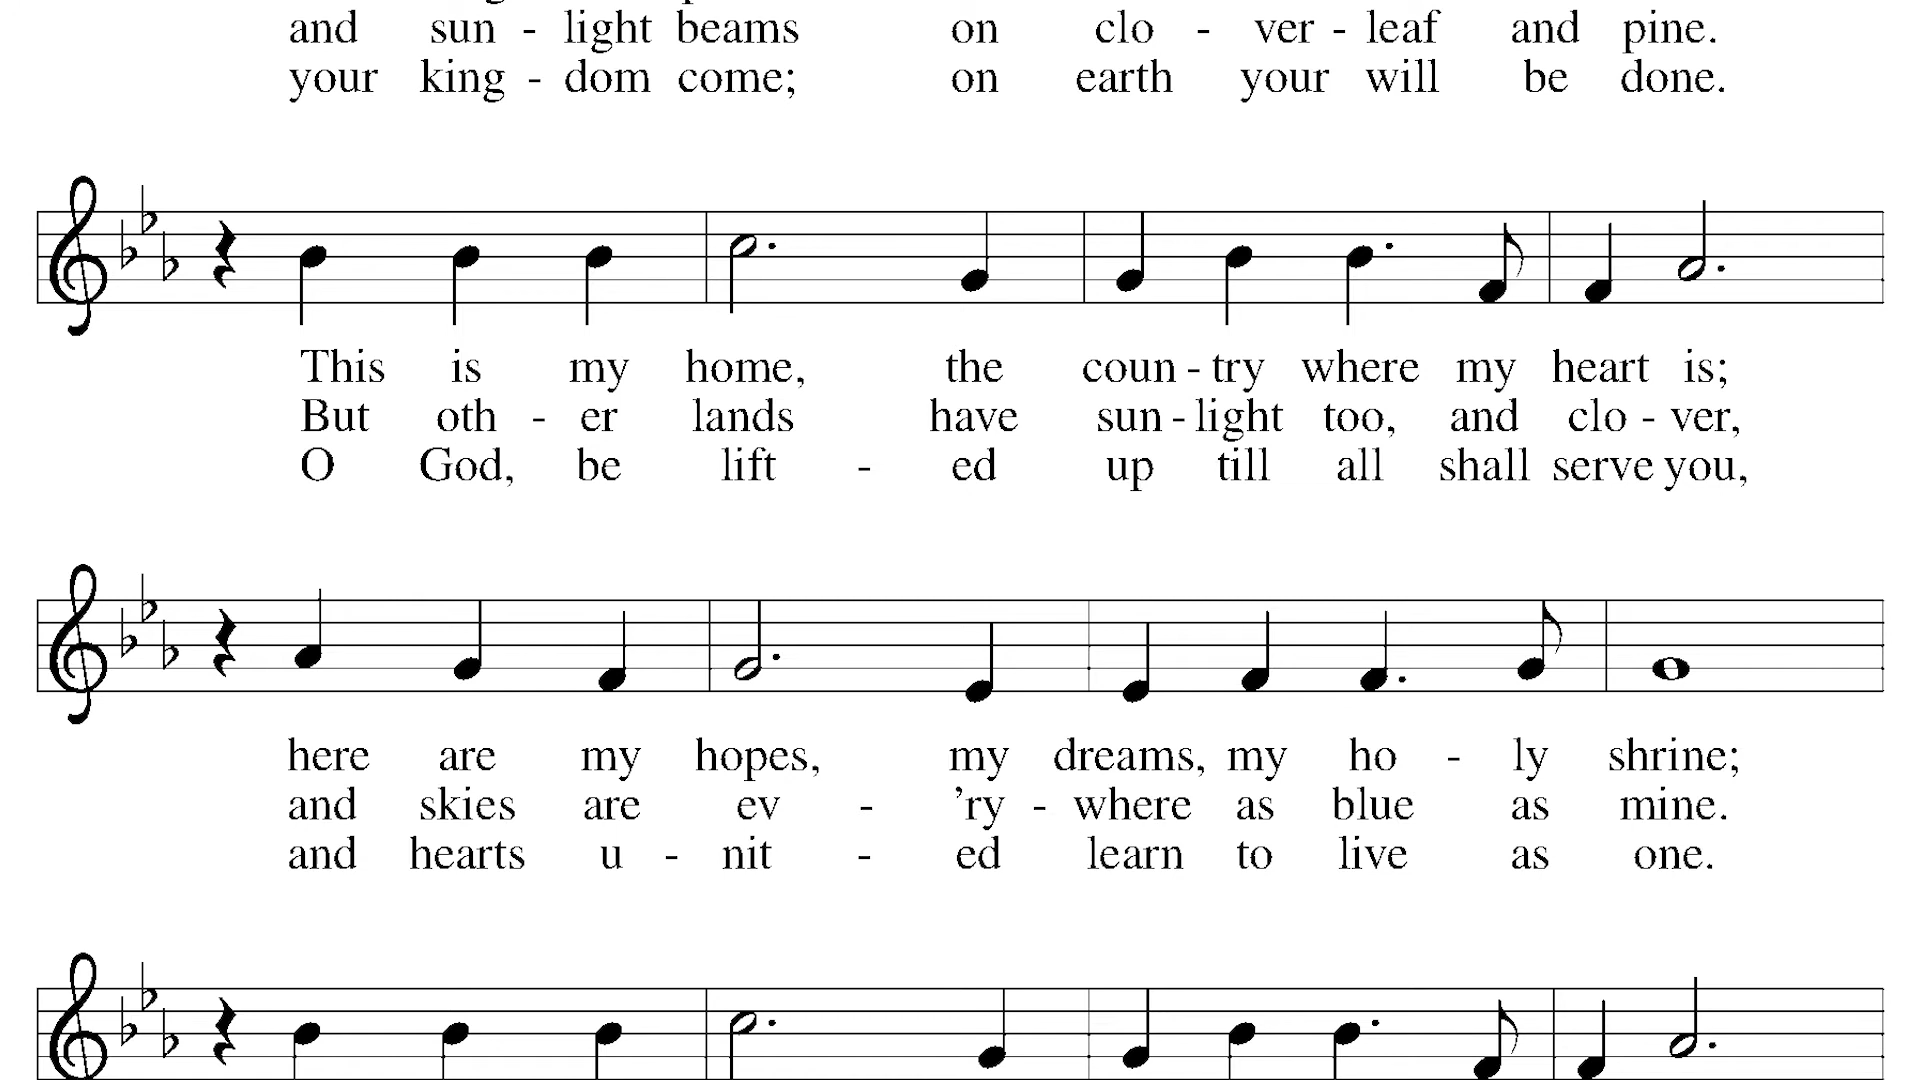 and sun - light beams on clo - ver - leaf and pine.
your king - dom come; on earth your will be done.
This is my home, the coun - try where my heart is;
But oth - er lands have sun - light too, and clo - ver,
O God, be lift - ed up till all shall serve you,
here are my hopes, my dreams, my ho - ly shrine;
and skies are ev - 'ry - where as blue as mine.
and hearts u - nit - ed learn to live as one.